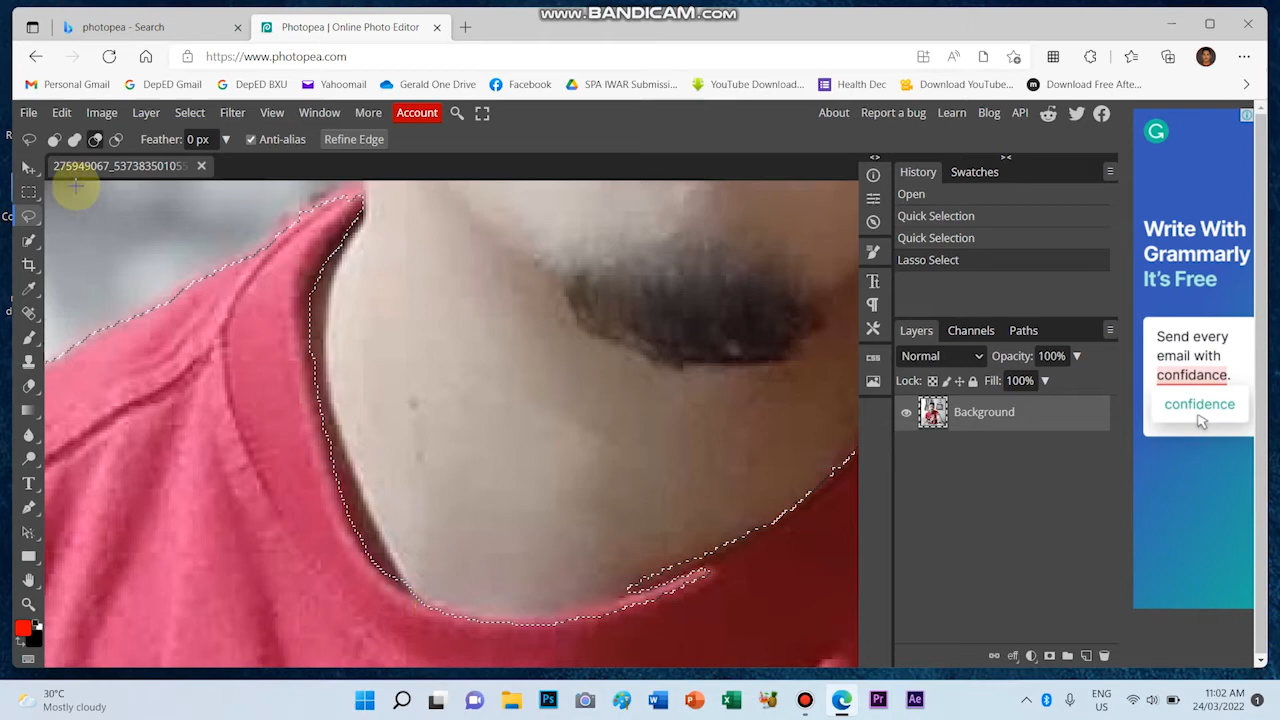 www.BANDICAM.com
photopea - Search
Photopea | Online Photo Editor
https://www.photopea.com
Personal Gmail
DepED Gmail
DepED BXU
Yahoomail
Gerald One Drive
Facebook
SPA IWAR Submissi...
YouTube Download...
Health Dec
Download YouTube...
Download Free Afte...
File Edit Image Layer Select Filter View Window More Account
About Report a bug Learn Blog API
Feather: 0 px Anti-alias Refine Edge
275949067_53738350105
History Swatches
Open
Quick Selection
Quick Selection
Lasso Select
Layers Channels Paths
Normal Opacity: 100%
Lock: Fill: 100%
Background
css
eff
Write With
Grammarly
It's Free
Send every
email with
confidance.
confidence
30°C
Mostly cloudy
ENG
US
11:02 AM
24/03/2022